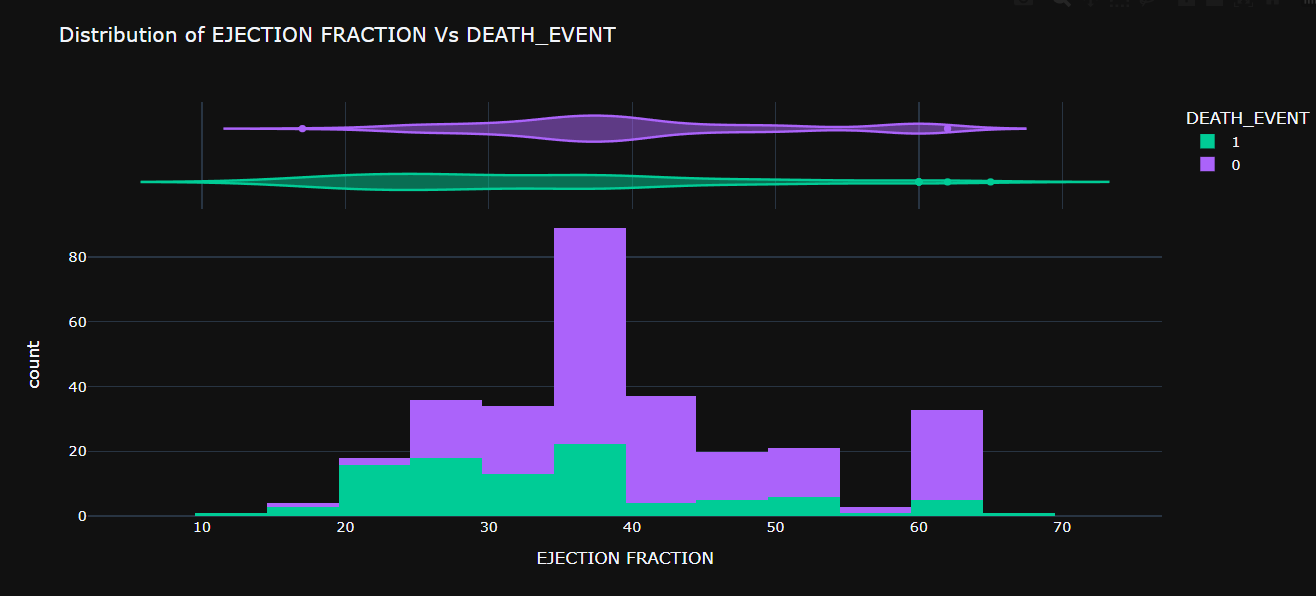 Distribution of EJECTION FRACTION Vs DEATH_EVENT
DEATH_EVENT
1
0
80
60
40
20
0
count
10 20 30 40 50 60 70
EJECTION FRACTION